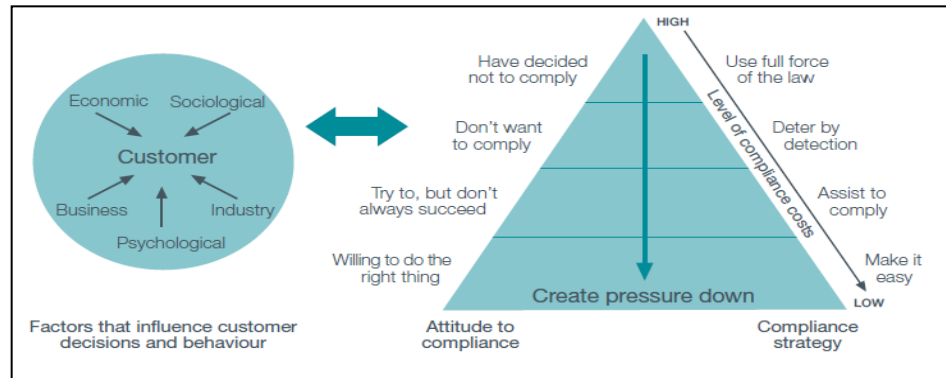 Economic
Sociological
Customer
Business
Industry
Psychological
Factors that influence customer
decisions and behaviour
HIGH
Have decided
not to comply
Use full force
of the law
Don't want
to comply
Deter by
detection
Level of compliance costs
Try to, but don't
always succeed
Assist to
comply
Willing to do the
right thing
Make it
easy
Create pressure down
LOW
Attitude to
compliance
Compliance
strategy